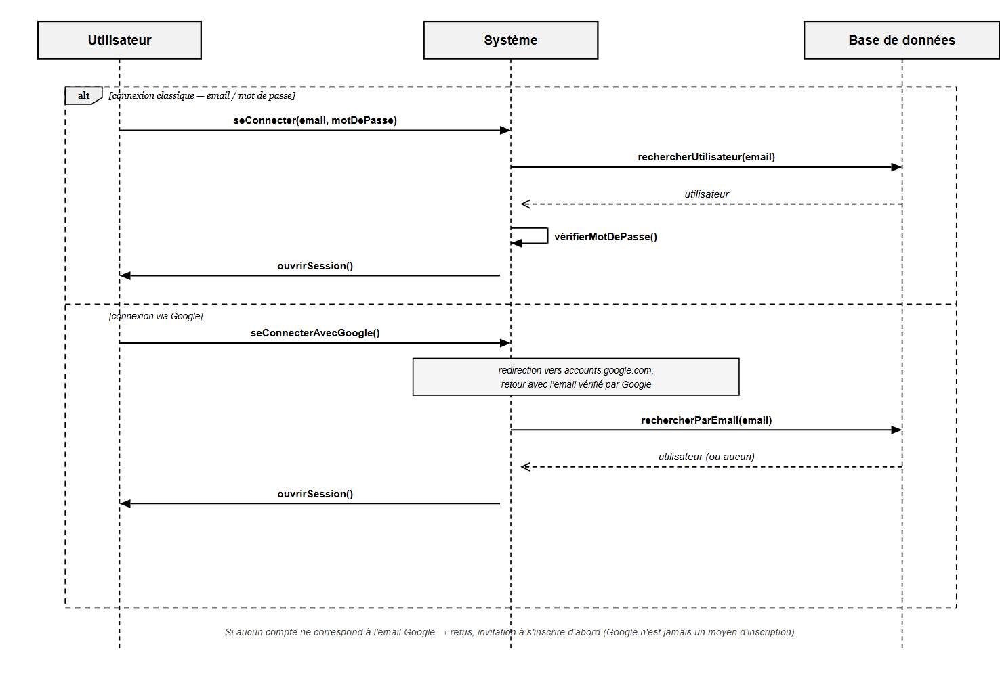 Utilisateur
Système
Base de données
alt
[connexion classique — email / mot de passe]
seConnecter(email, motDePasse)
rechercherUtilisateur(email)
utilisateur
vérifierMotDePasse()
ouvrirSession()
[connexion via Google]
seConnecterAvecGoogle()
redirection vers accounts.google.com,
retour avec l'email vérifié par Google
rechercherParEmail(email)
utilisateur (ou aucun)
ouvrirSession()
Si aucun compte ne correspond à l'email Google → refus, invitation à s'inscrire d'abord (Google n'est jamais un moyen d'inscription).